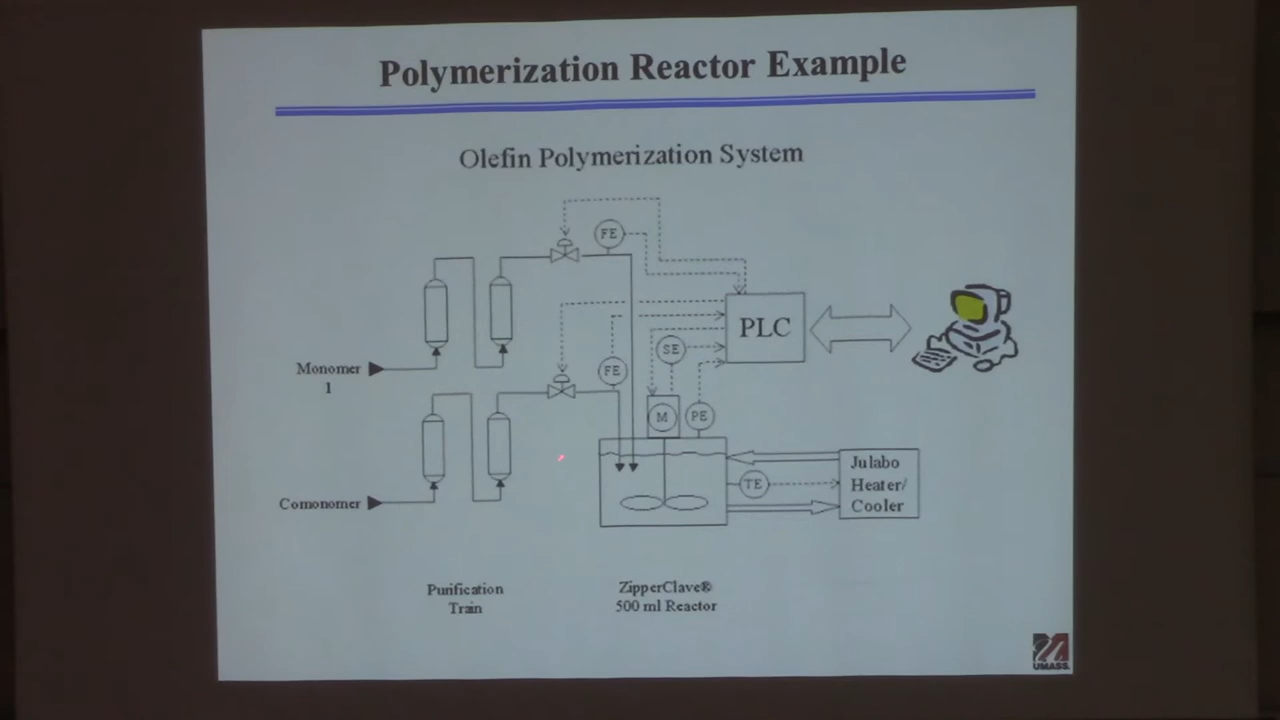 Polymerization Reactor Example
Olefin Polymerization System
FE
PLC
SE
Monomer
1
FE
M
PE
Julabo
TE
Heater/
Comonomer
Cooler
Purification
Train
ZipperClave®
500 ml Reactor
UMASS